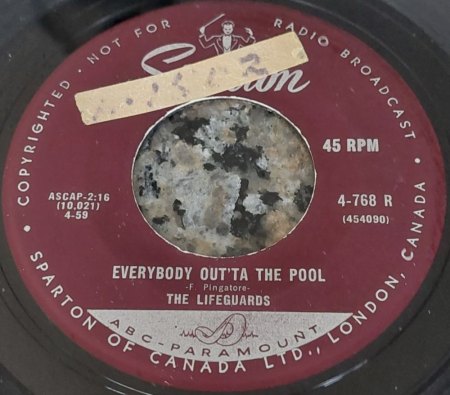 COPYRIGHTED · NOT FOR RADIO BROADCAST ·
45 RPM
ASCAP-2:16
(10,021)
4-59
4-768 R
(454090)
EVERYBODY OUT'TA THE POOL
-F. Pingatore-
THE LIFEGUARDS
ABC-PARAMOUNT
SPARTON OF CANADA LTD., LONDON, CANADA